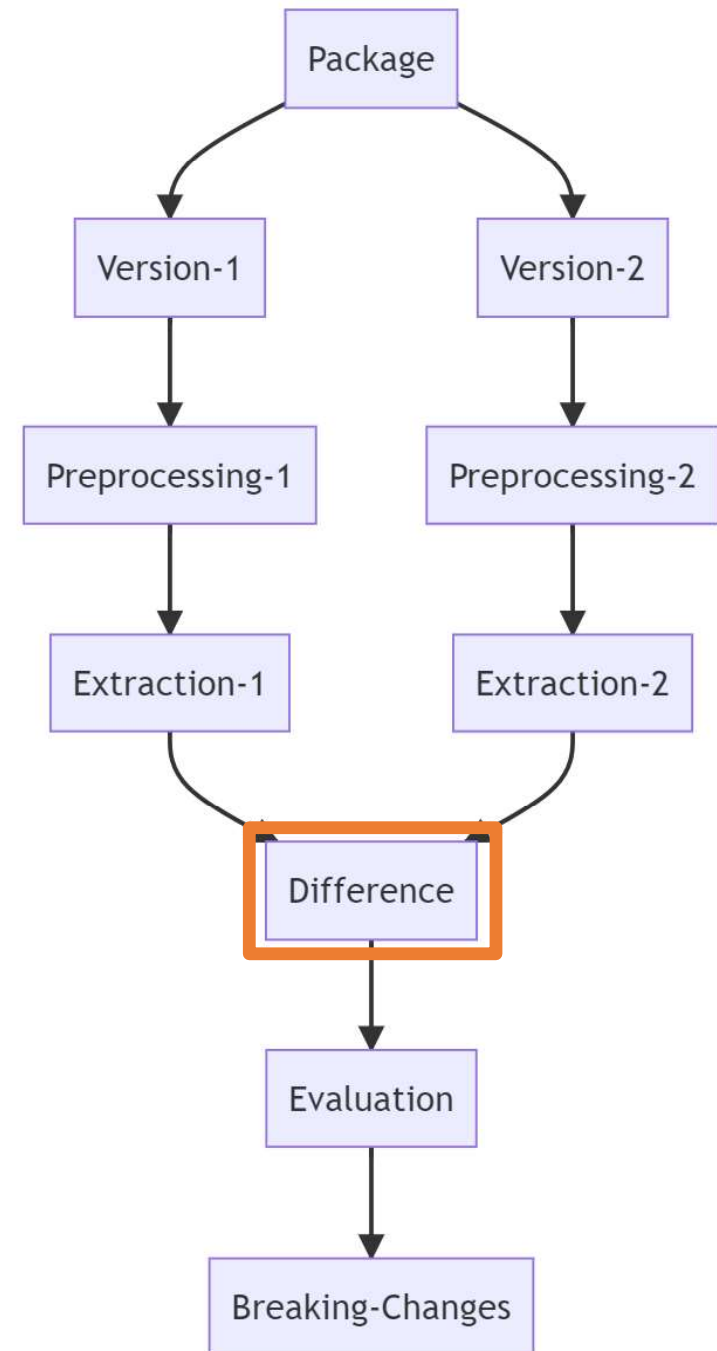 Package
Version-1
Version-2
Preprocessing-1
Preprocessing-2
Extraction-1
Extraction-2
Difference
Evaluation
Breaking-Changes